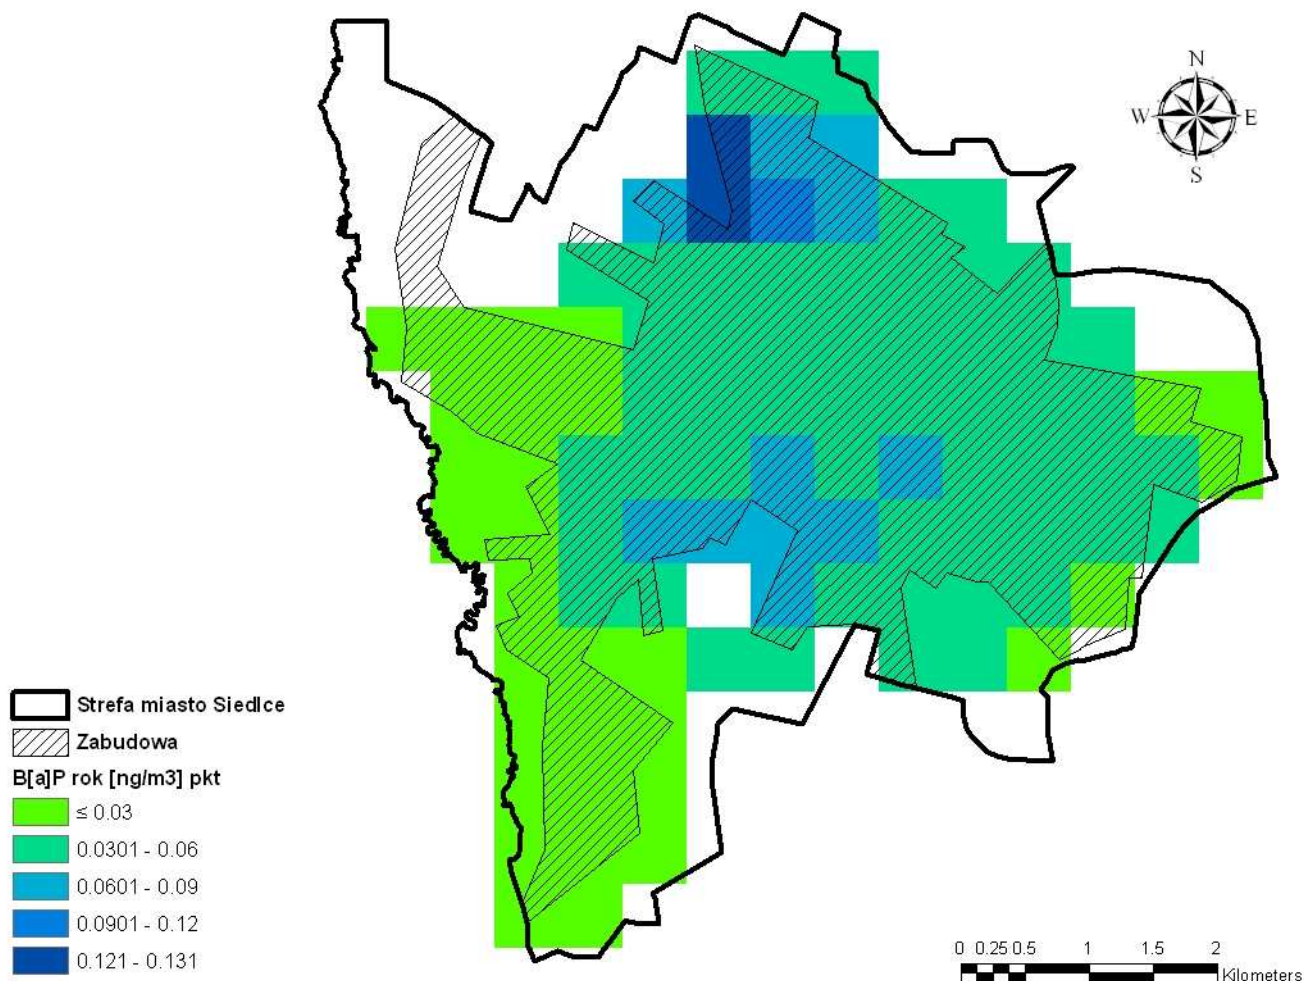 N
W E
S
Strefa miasto Siedlce
Zabudowa
B[a]P rok [ng/m3] pkt
≤ 0.03
0.0301 - 0.06
0.0601 - 0.09
0.0901 - 0.12
0.121 - 0.131
0 0.25 0.5 1 1.5 2
Kilometers